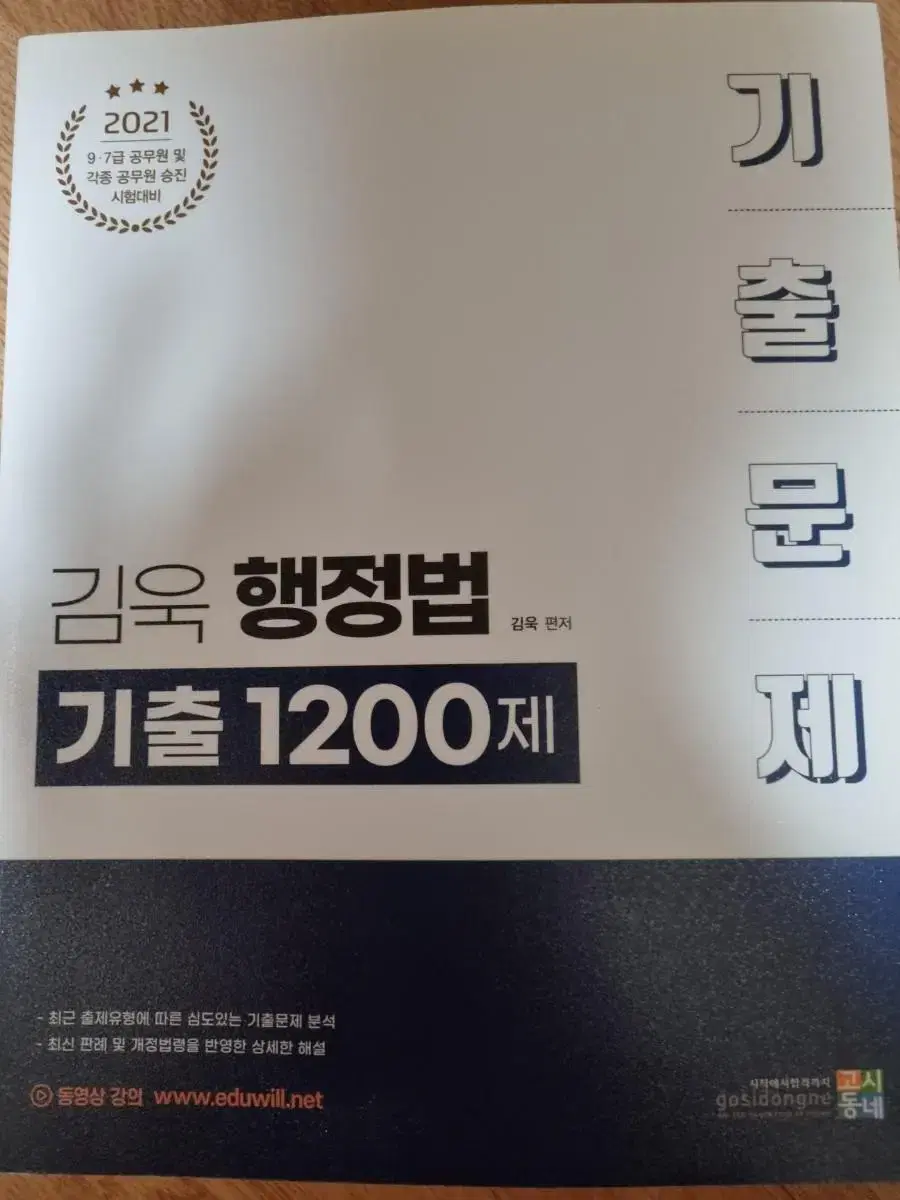 2021
9·7급 공무원 및
각종 공무원 승진
시험대비
기
출
문
제
김욱 행정법 김욱 편저
기출 1200제
- 최근 출제유형에 따른 심도있는 기출문제 분석
- 최신 판례 및 개정법령을 반영한 상세한 해설
동영상 강의 www.eduwill.net
시작에서합격까지
gosidongne
고시
동네